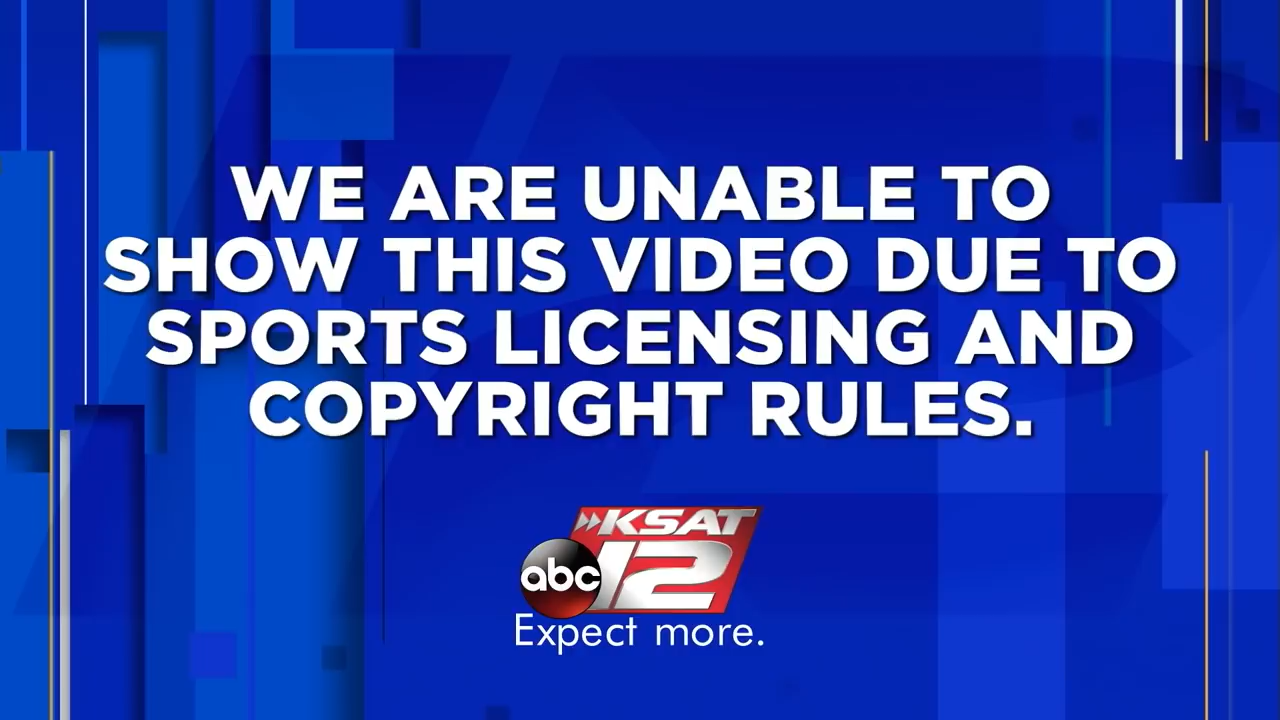 WE ARE UNABLE TO
SHOW THIS VIDEO DUE TO
SPORTS LICENSING AND
COPYRIGHT RULES.
KSAT
abc 12
Expect more.